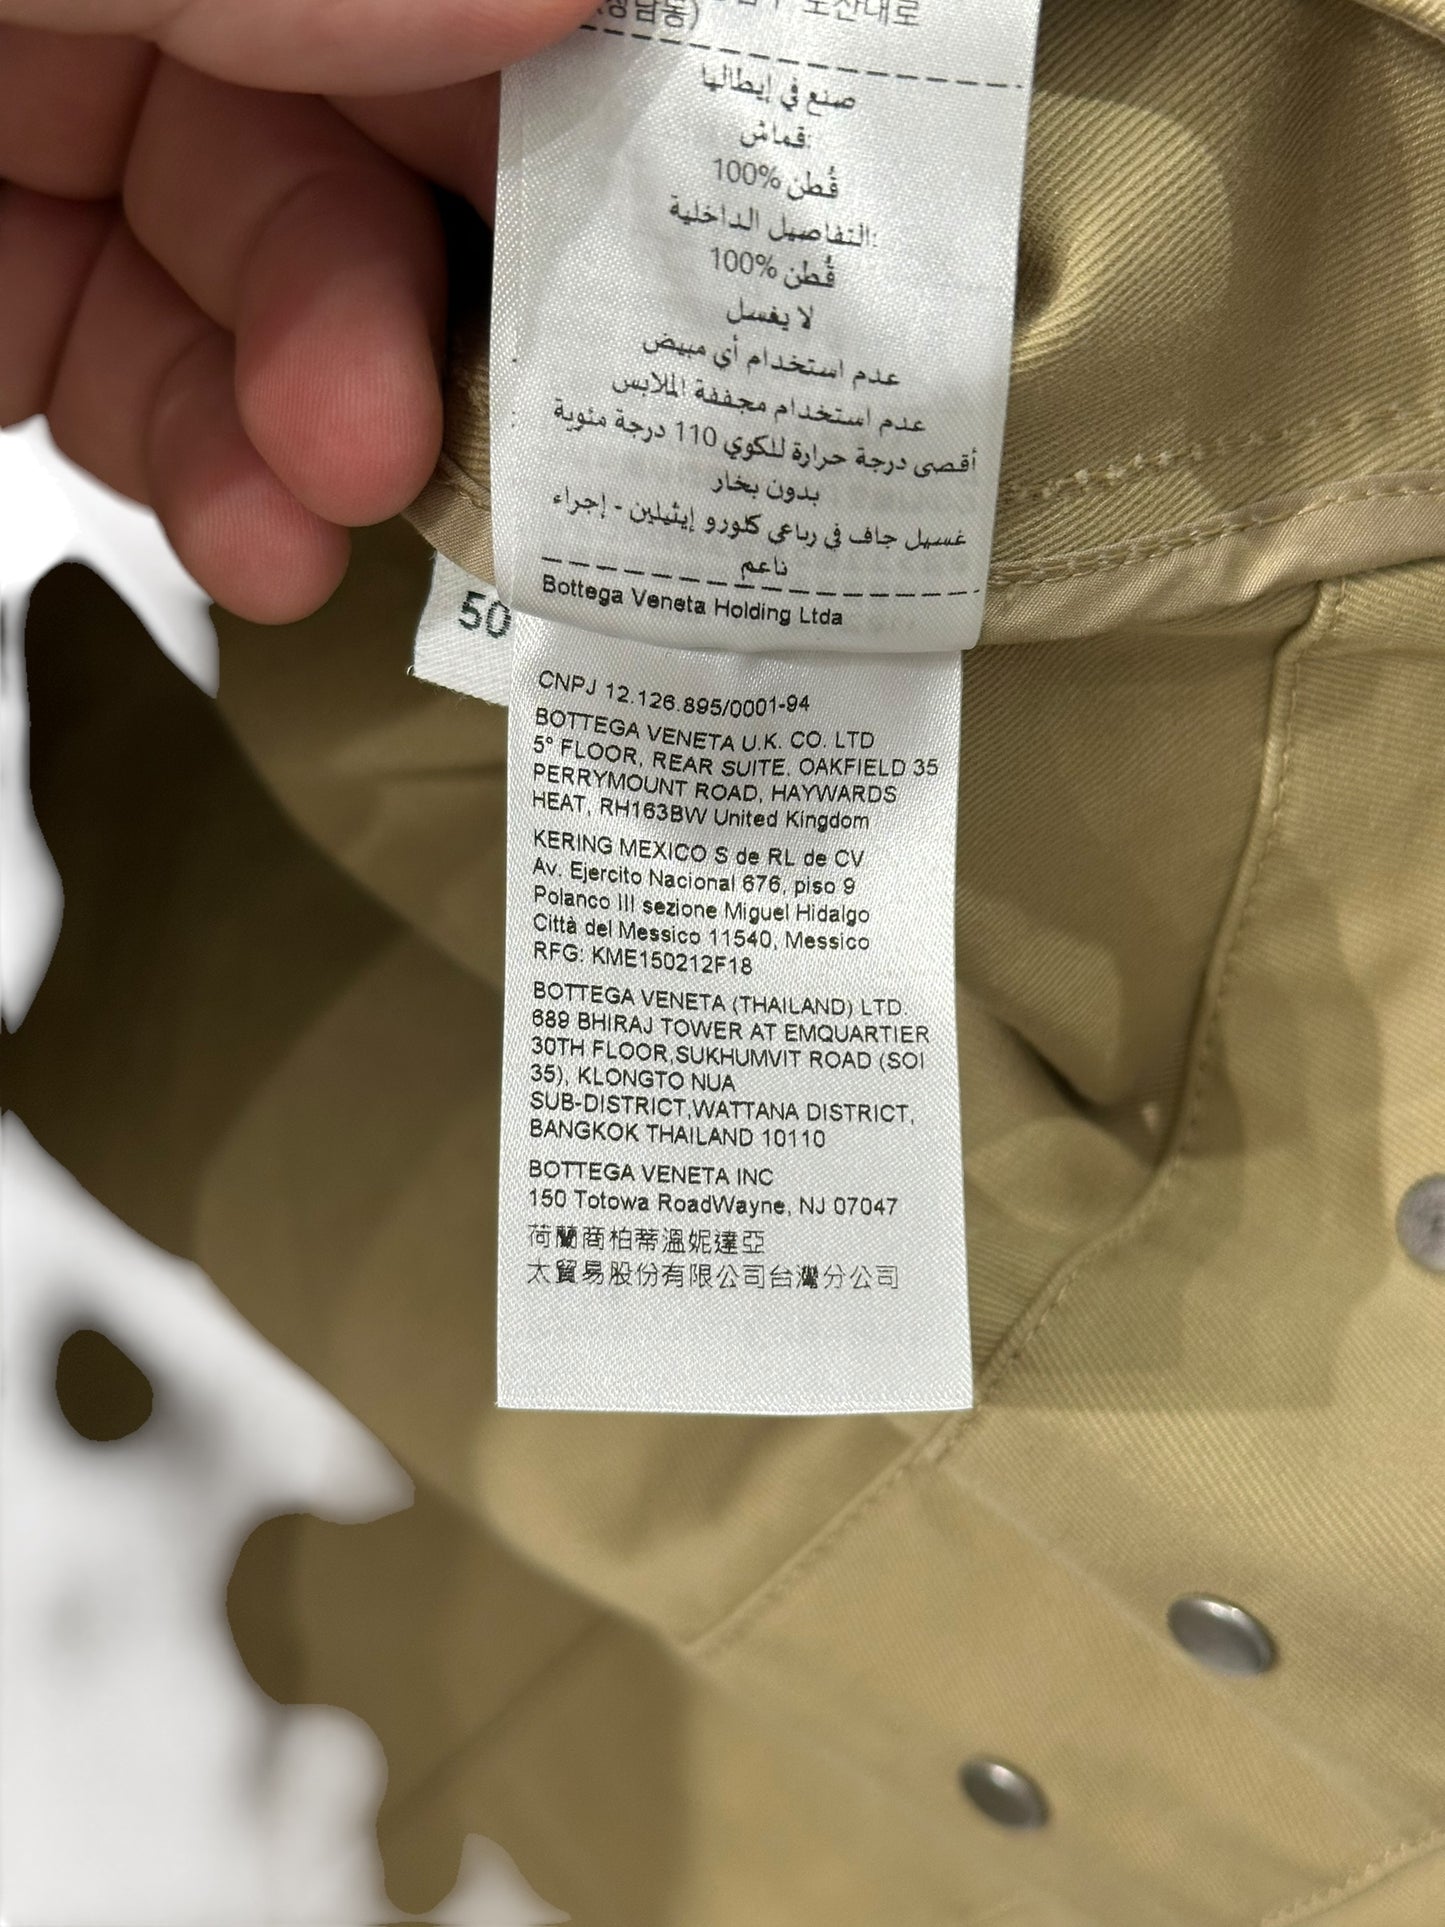 노산대로
صنع في إيطاليا
قماش:
100% قُطن
التفاصيل الداخلية:
100% قُطن
لا يغسل
عدم استخدام أي مبيض
عدم استخدام مجففة الملابس
أقصى درجة حرارة للكوي 110 درجة مئوية
بدون بخار
غسيل جاف في رباعي كلورو إيثيلين - إجراء
ناعم
Bottega Veneta Holding Ltda
50
CNPJ 12.126.895/0001-94
BOTTEGA VENETA U.K. CO. LTD
5° FLOOR, REAR SUITE, OAKFIELD 35
PERRYMOUNT ROAD, HAYWARDS
HEAT, RH163BW United Kingdom
KERING MEXICO S de RL de CV
Av. Ejercito Nacional 676, piso 9
Polanco III sezione Miguel Hidalgo
Città del Messico 11540, Messico
RFG: KME150212F18
BOTTEGA VENETA (THAILAND) LTD.
689 BHIRAJ TOWER AT EMQUARTIER
30TH FLOOR,SUKHUMVIT ROAD (SOI
35), KLONGTO NUA
SUB-DISTRICT,WATTANA DISTRICT,
BANGKOK THAILAND 10110
BOTTEGA VENETA INC
150 Totowa RoadWayne, NJ 07047
荷蘭商柏蒂溫妮達亞
太貿易股份有限公司台灣分公司